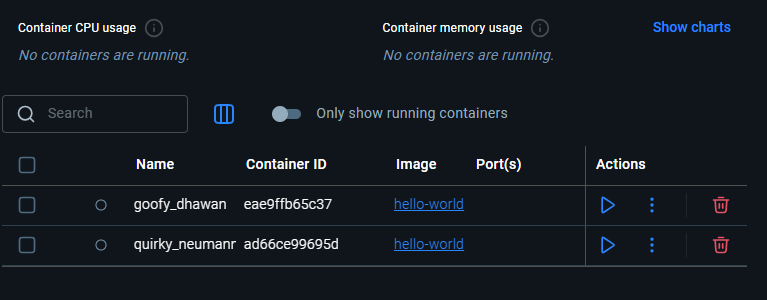 Container CPU usage
Container memory usage
Show charts
No containers are running.
No containers are running.
Search
Only show running containers
Name Container ID Image Port(s) Actions
goofy_dhawan eae9ffb65c37 hello-world
quirky_neumanr ad66ce99695d hello-world